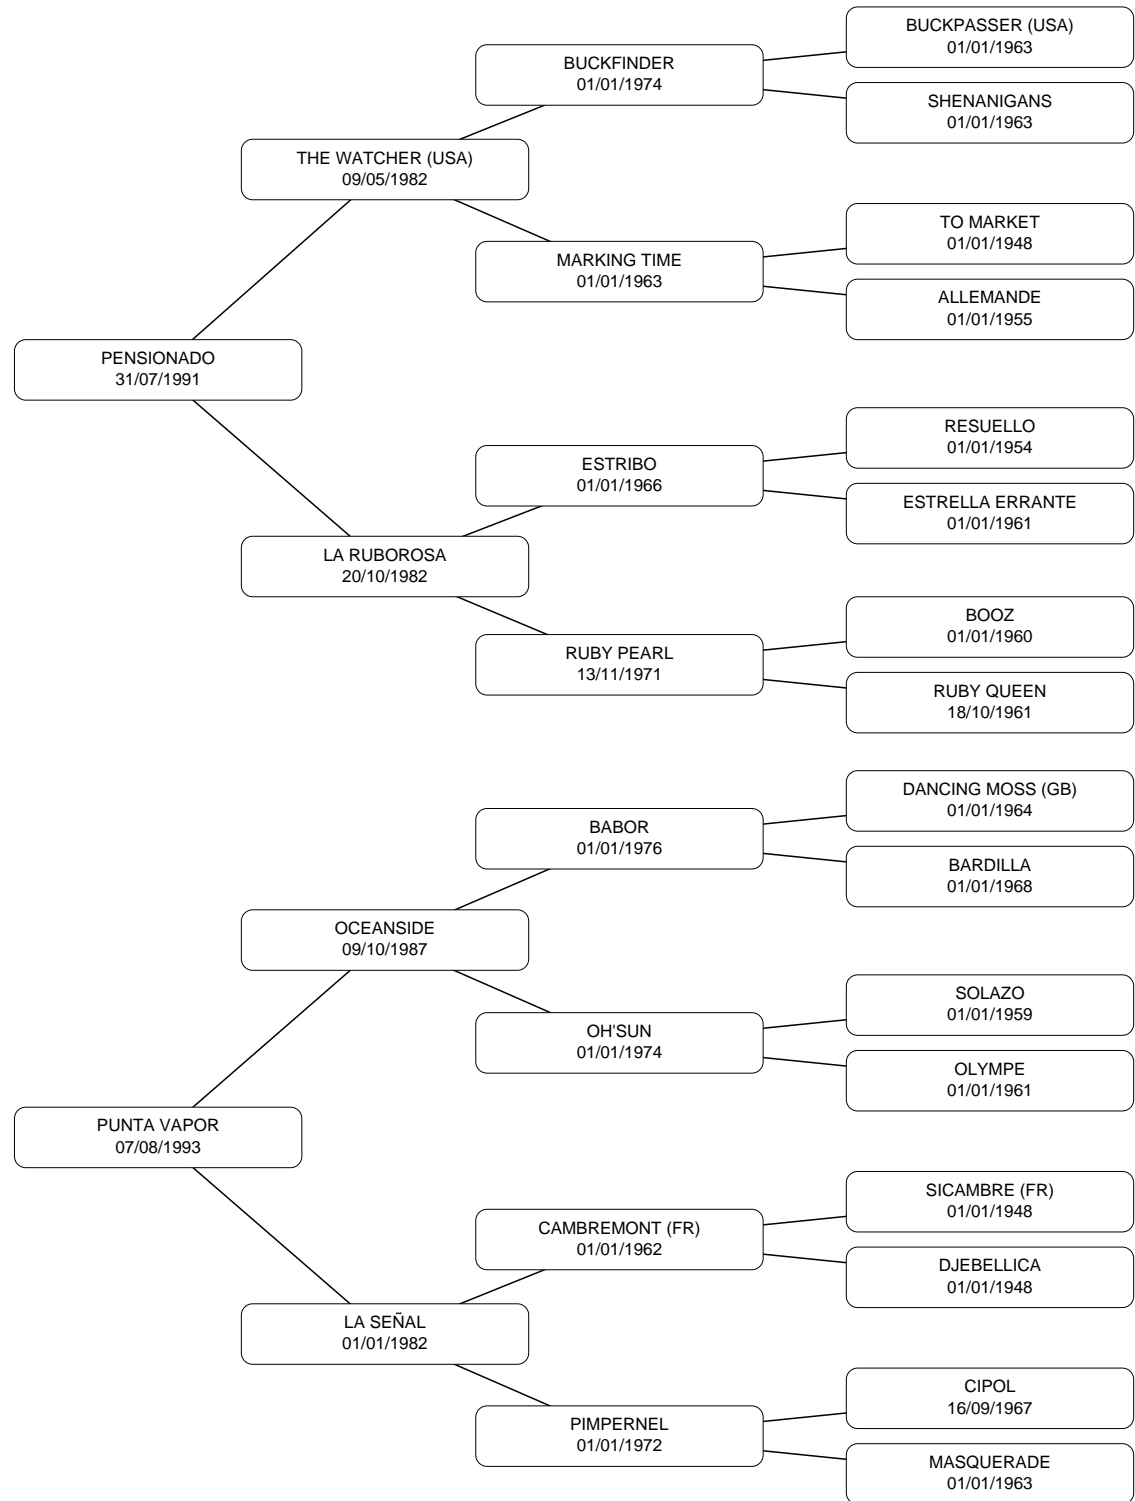 BUCKPASSER (USA)
01/01/1963
BUCKFINDER
01/01/1974
SHENANIGANS
01/01/1963
THE WATCHER (USA)
09/05/1982
TO MARKET
01/01/1948
MARKING TIME
01/01/1963
ALLEMANDE
01/01/1955
PENSIONADO
31/07/1991
RESUELLO
01/01/1954
ESTRIBO
01/01/1966
ESTRELLA ERRANTE
01/01/1961
LA RUBOROSA
20/10/1982
BOOZ
01/01/1960
RUBY PEARL
13/11/1971
RUBY QUEEN
18/10/1961
DANCING MOSS (GB)
01/01/1964
BABOR
01/01/1976
BARDILLA
01/01/1968
OCEANSIDE
09/10/1987
SOLAZO
01/01/1959
OH'SUN
01/01/1974
OLYMPE
01/01/1961
PUNTA VAPOR
07/08/1993
SICAMBRE (FR)
01/01/1948
CAMBREMONT (FR)
01/01/1962
DJEBELLICA
01/01/1948
LA SEÑAL
01/01/1982
CIPOL
16/09/1967
PIMPERNEL
01/01/1972
MASQUERADE
01/01/1963